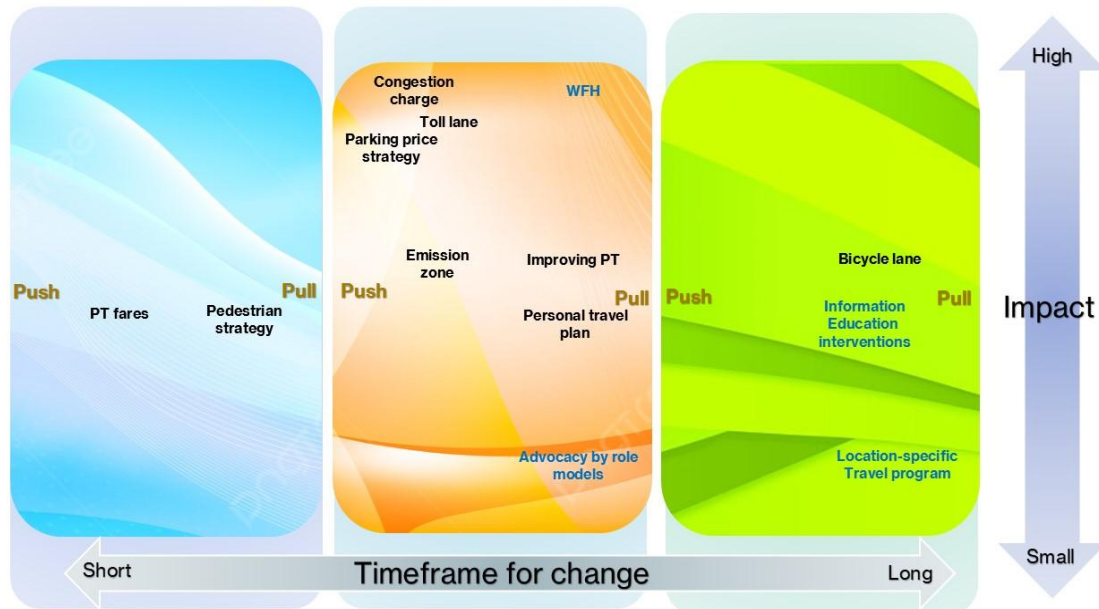 High
Congestion
charge
WFH
Toll lane
Parking price
strategy
Emission
zone
Improving PT
Bicycle lane
Push
Pull
Push
Pull
Push
Pull
Impact
PT fares
Pedestrian
strategy
Personal travel
plan
Information
Education
interventions
Advocacy by role
models
Location-specific
Travel program
Short
Timeframe for change
Long
Small